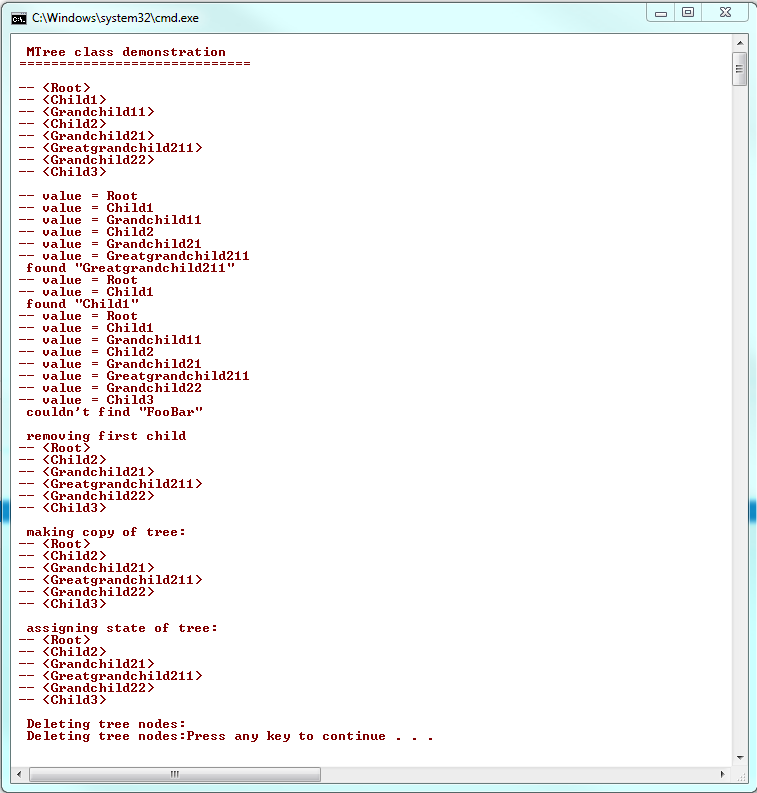 C:\Windows\system32\cmd.exe
MTree class demonstration
=============================
-- <Root>
-- <Child1>
-- <Grandchild11>
-- <Child2>
-- <Grandchild21>
-- <Greatgrandchild211>
-- <Grandchild22>
-- <Child3>
-- value = Root
-- value = Child1
-- value = Grandchild11
-- value = Child2
-- value = Grandchild21
-- value = Greatgrandchild211
found "Greatgrandchild211"
-- value = Root
-- value = Child1
found "Child1"
-- value = Root
-- value = Child1
-- value = Grandchild11
-- value = Child2
-- value = Grandchild21
-- value = Greatgrandchild211
-- value = Grandchild22
-- value = Child3
couldn't find "FooBar"
removing first child
-- <Root>
-- <Child2>
-- <Grandchild21>
-- <Greatgrandchild211>
-- <Grandchild22>
-- <Child3>
making copy of tree:
-- <Root>
-- <Child2>
-- <Grandchild21>
-- <Greatgrandchild211>
-- <Grandchild22>
-- <Child3>
assigning state of tree:
-- <Root>
-- <Child2>
-- <Grandchild21>
-- <Greatgrandchild211>
-- <Grandchild22>
-- <Child3>
Deleting tree nodes:
Deleting tree nodes:Press any key to continue . . .